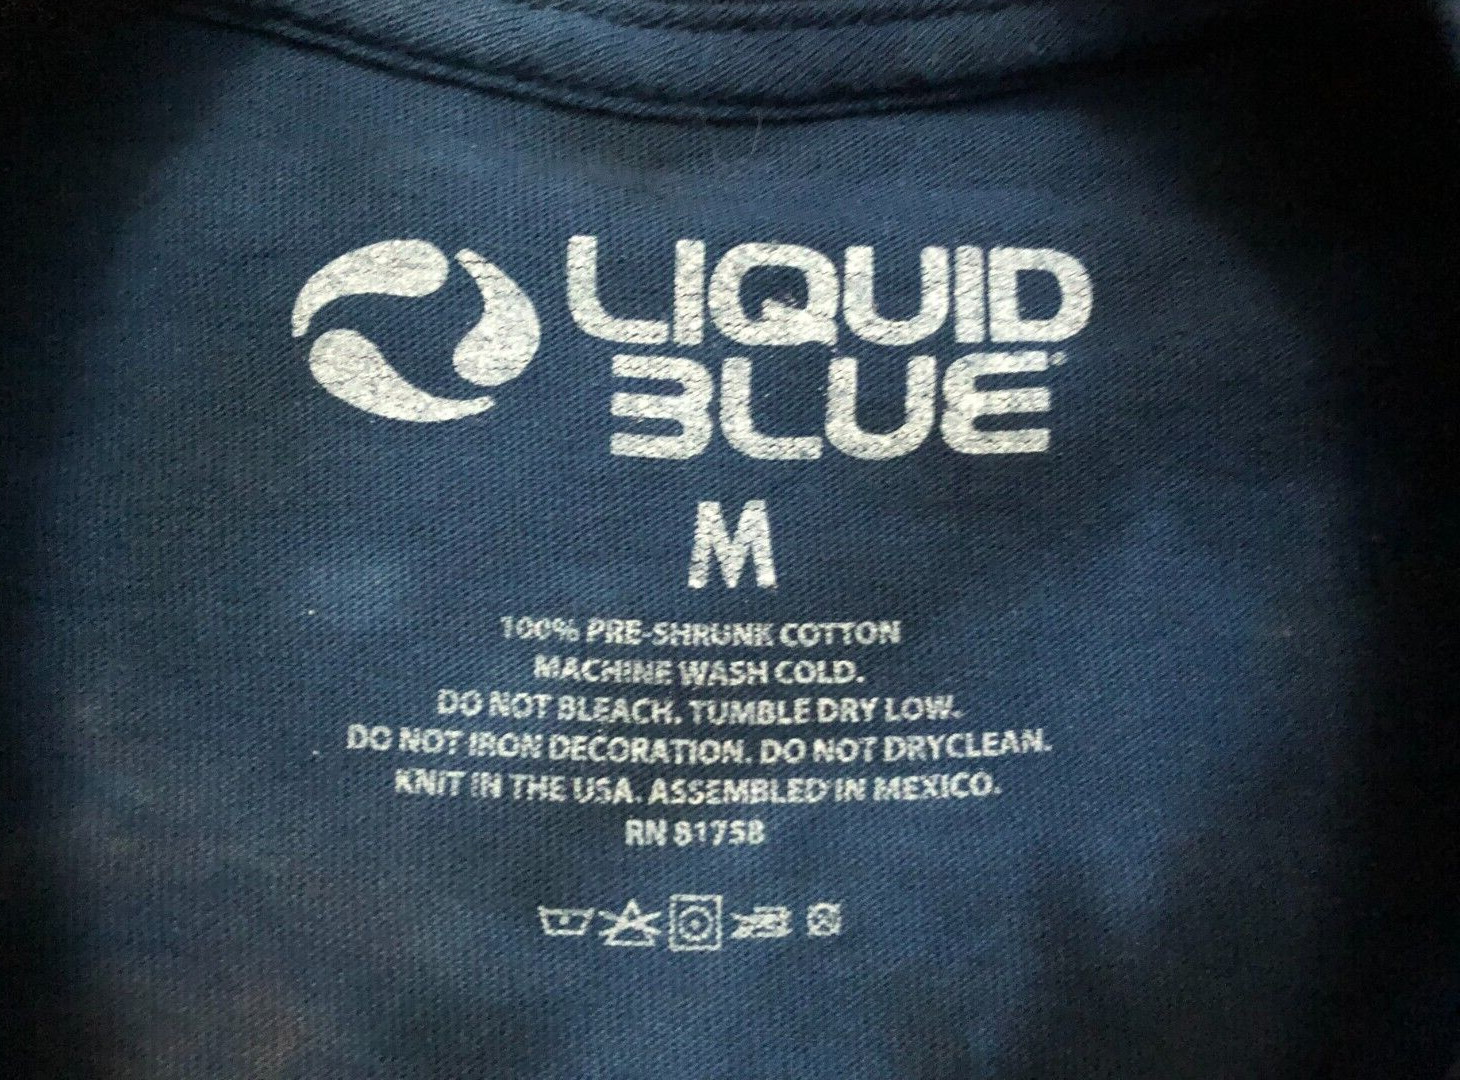 LIQUID
BLUE
M
100% PRE-SHRUNK COTTON
MACHINE WASH COLD.
DO NOT BLEACH. TUMBLE DRY LOW.
DO NOT IRON DECORATION. DO NOT DRYCLEAN.
KNIT IN THE USA. ASSEMBLED IN MEXICO.
RN 81758